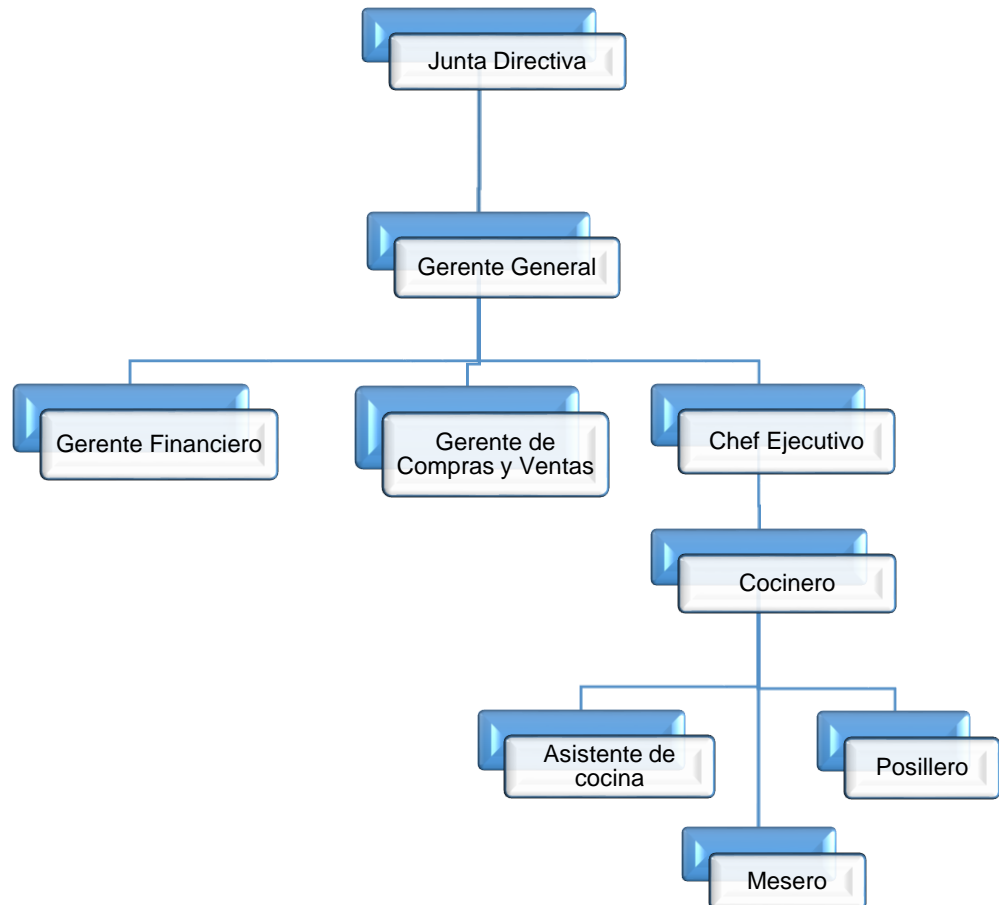 Junta Directiva
Gerente General
Gerente Financiero
Gerente de
Compras y Ventas
Chef Ejecutivo
Cocinero
Asistente de
cocina
Posillero
Mesero